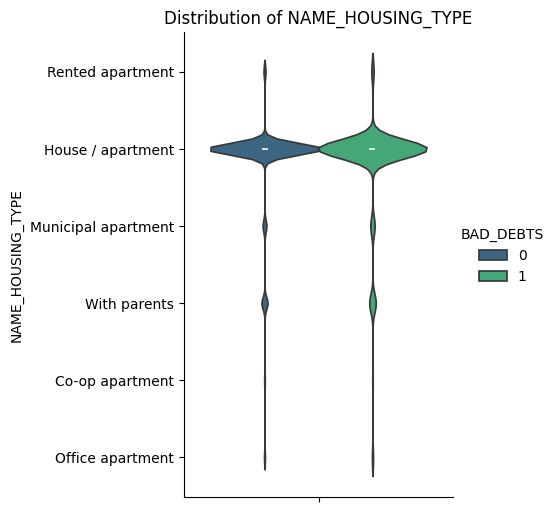 Distribution of NAME_HOUSING_TYPE
Rented apartment
House / apartment
Municipal apartment
With parents
Co-op apartment
Office apartment
NAME_HOUSING_TYPE
BAD_DEBTS
0
1